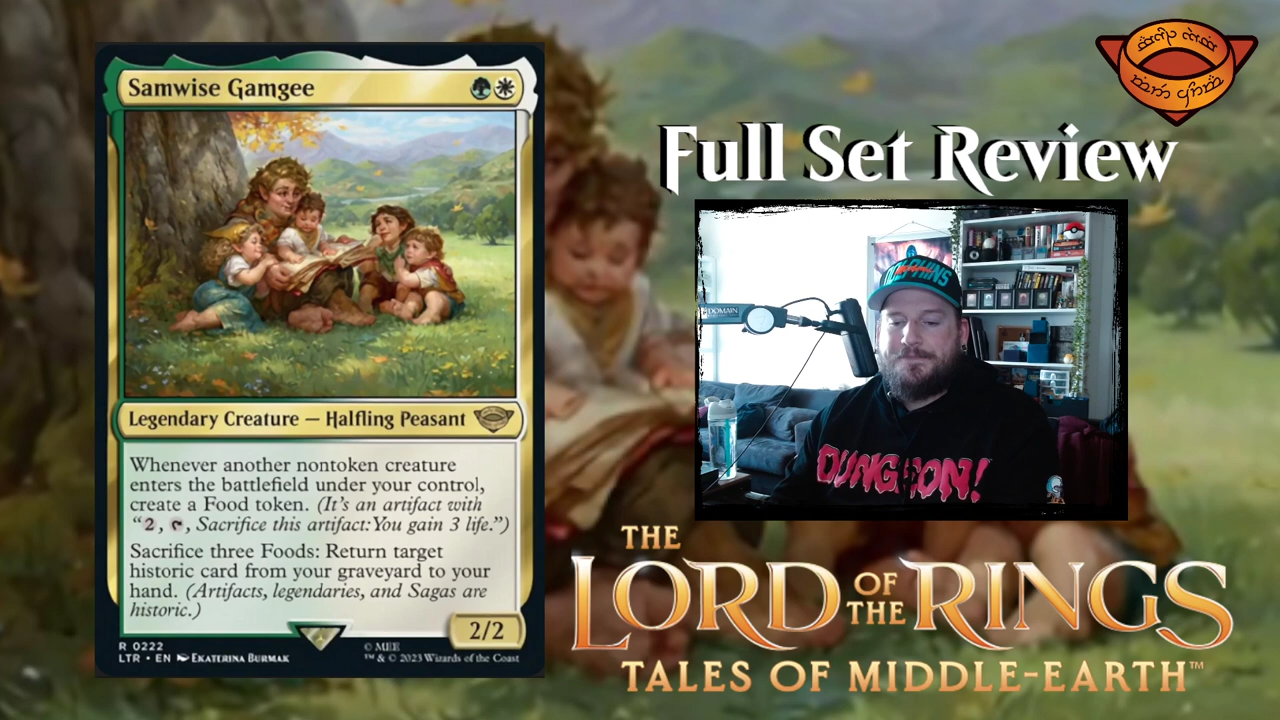 Samwise Gamgee
Legendary Creature — Halfling Peasant
Whenever another nontoken creature
enters the battlefield under your control,
create a Food token. (It's an artifact with
"2, , Sacrifice this artifact: You gain 3 life.")
Sacrifice three Foods: Return target
historic card from your graveyard to your
hand. (Artifacts, legendaries, and Sagas are
historic.)
2/2
R 0222
LTR • EN EKATERINA BURMAK
© MEE
™ & © 2023 Wizards of the Coast
Full Set Review
DOLPHINS
DOMAIN
DUNGEON!
THE
LORD OF THE RINGS
TALES OF MIDDLE-EARTH™